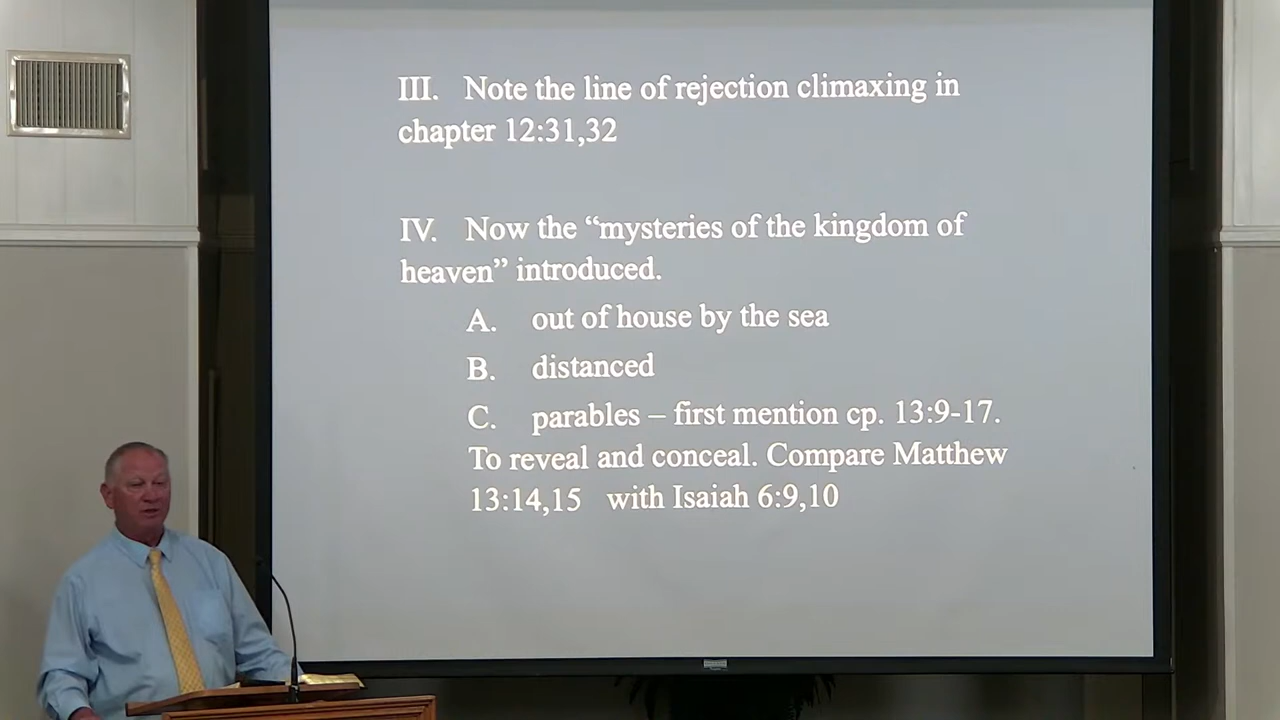 III. Note the line of rejection climaxing in
chapter 12:31,32
IV. Now the “mysteries of the kingdom of
heaven” introduced.
A. out of house by the sea
B. distanced
C. parables – first mention cp. 13:9-17.
To reveal and conceal. Compare Matthew
13:14,15 with Isaiah 6:9,10